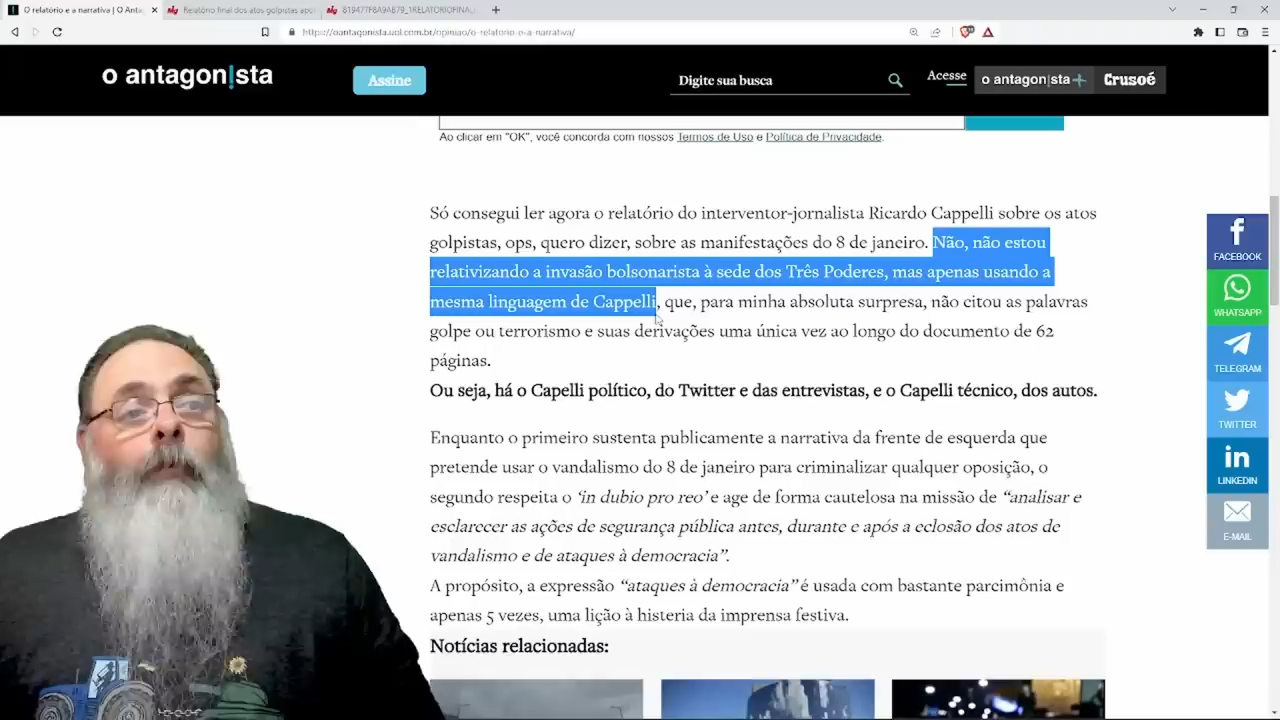 O relatório e a narrativa | O Anta
Relatório final dos atos golpistas apo
819477F8A9AB79_1RELATORIOFINA
https://oantagonista.uol.com.br/opiniao/o-relatorio-e-a-narrativa/
o antagon!sta
Assine
Digite sua busca
Acesse
o antagon|sta+
Crusoé
Ao clicar em "OK", você concorda com nossos Termos de Uso e Política de Privacidade.
Só consegui ler agora o relatório do interventor-jornalista Ricardo Cappelli sobre os atos
golpistas, ops, quero dizer, sobre as manifestações do 8 de janeiro. Não, não estou
relativizando a invasão bolsonarista à sede dos Três Poderes, mas apenas usando a
mesma linguagem de Cappelli, que, para minha absoluta surpresa, não citou as palavras
golpe ou terrorismo e suas derivações uma única vez ao longo do documento de 62
páginas.
Ou seja, há o Capelli político, do Twitter e das entrevistas, e o Capelli técnico, dos autos.
Enquanto o primeiro sustenta publicamente a narrativa da frente de esquerda que
pretende usar o vandalismo do 8 de janeiro para criminalizar qualquer oposição, o
segundo respeita o ‘in dubio pro reo’ e age de forma cautelosa na missão de “analisar e
esclarecer as ações de segurança pública antes, durante e após a eclosão dos atos de
vandalismo e de ataques à democracia”.
A propósito, a expressão “ataques à democracia” é usada com bastante parcimônia e
apenas 5 vezes, uma lição à histeria da imprensa festiva.
Notícias relacionadas:
FACEBOOK
WHATSAPP
TELEGRAM
TWITTER
LINKEDIN
E-MAIL